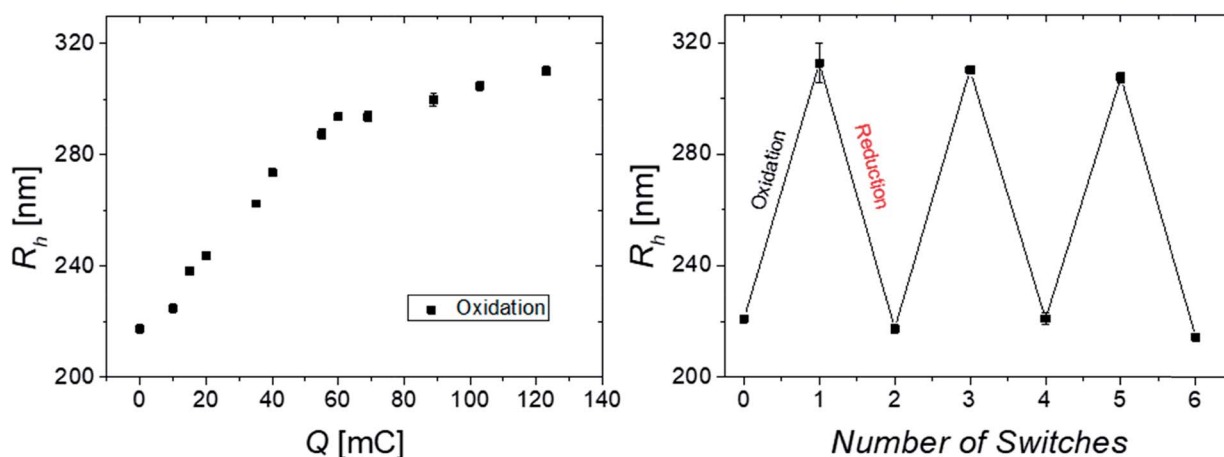 320
280
240
200
R_h [nm]
0 20 40 60 80 100 120 140
Q [mC]
Oxidation
320
280
240
200
R_h [nm]
Oxidation
Reduction
0 1 2 3 4 5 6
Number of Switches